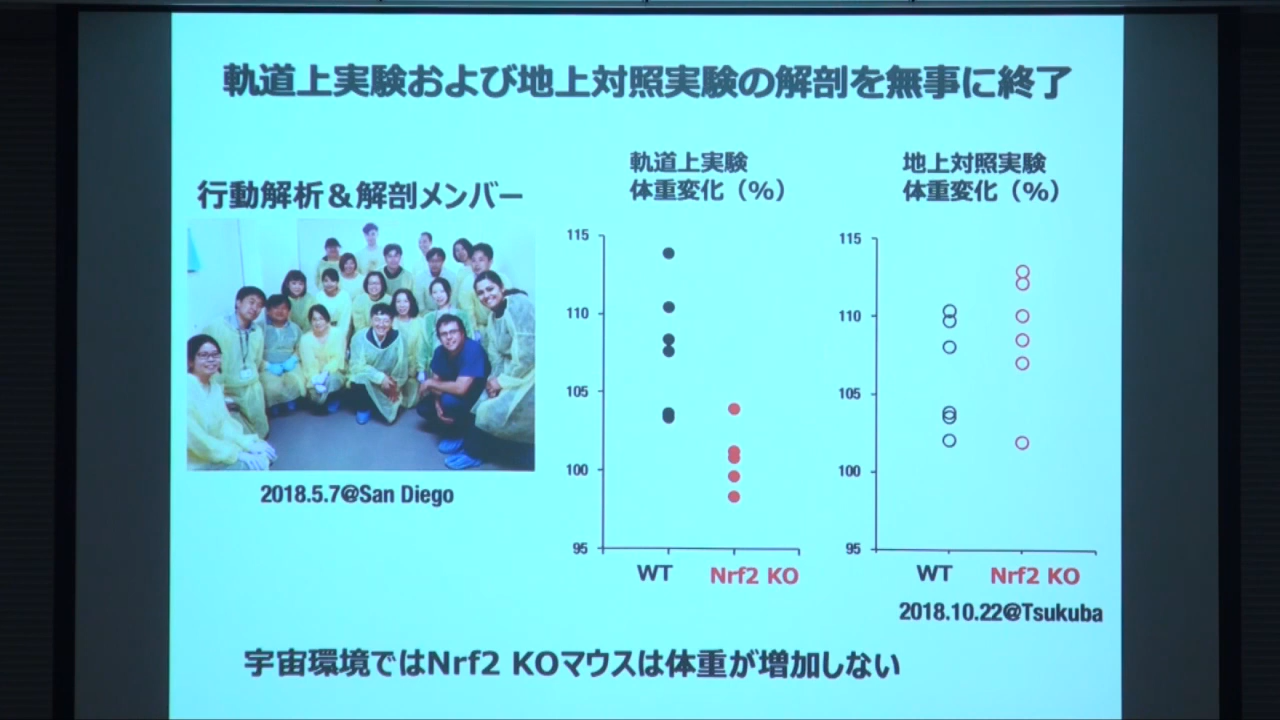 軌道上実験および地上対照実験の解剖を無事に終了
行動解析＆解剖メンバー
2018.5.7@San Diego
軌道上実験
体重変化（%）
115
110
105
100
95
WT
Nrf2 KO
地上対照実験
体重変化（%）
115
110
105
100
95
WT
Nrf2 KO
2018.10.22@Tsukuba
宇宙環境ではNrf2 KOマウスは体重が増加しない